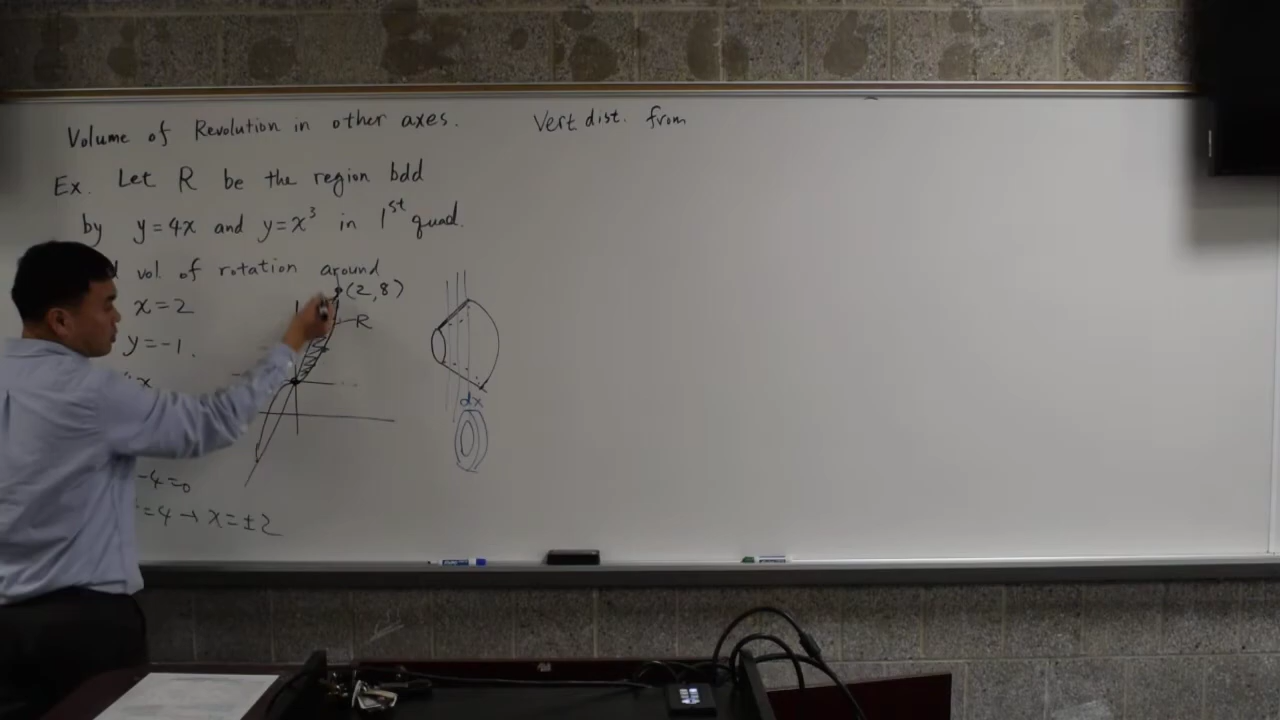 Volume of Revolution in other axes.
Ex. Let R be the region bdd
by y=4x and y=x³ in 1st quad.
vol. of rotation around
x=2
y=-1.
x
-4=0
=4 → x=±2
(2,8)
R
dx
Vert. dist. from